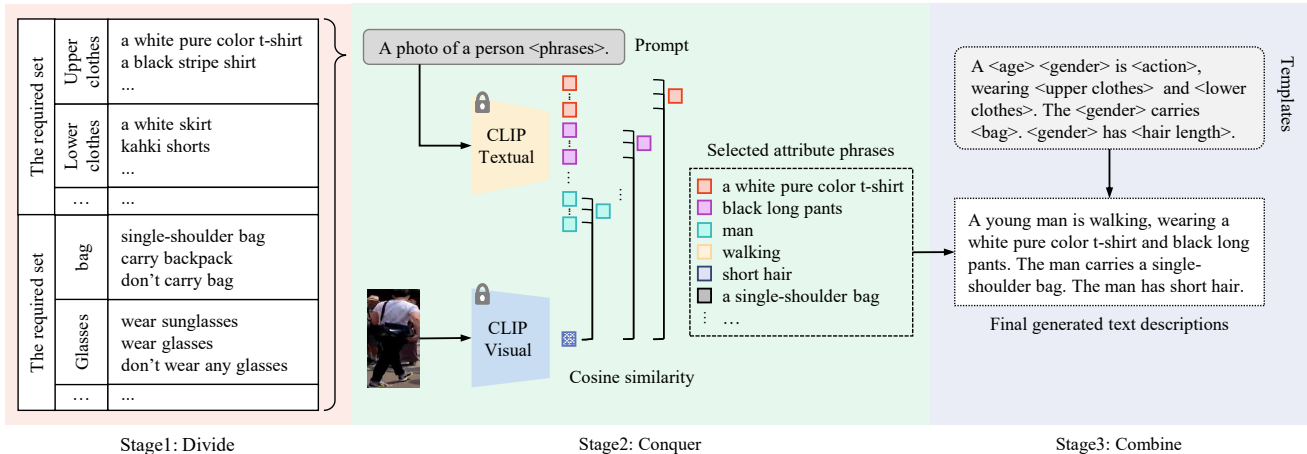 The required set
Upper
clothes
a white pure color t-shirt
a black stripe shirt
...
Lower
clothes
a white skirt
kahki shorts
...
...
...
The required set
bag
single-shoulder bag
carry backpack
don't carry bag
Glasses
wear sunglasses
wear glasses
don't wear any glasses
...
...
Stage1: Divide
A photo of a person <phrases>.
Prompt
CLIP
Textual
CLIP
Visual
Cosine similarity
Selected attribute phrases
a white pure color t-shirt
black long pants
man
walking
short hair
a single-shoulder bag
...
Stage2: Conquer
A <age> <gender> is <action>,
wearing <upper clothes> and <lower
clothes>. The <gender> carries
<bag>. <gender> has <hair length>.
Templates
A young man is walking, wearing a
white pure color t-shirt and black long
pants. The man carries a single-
shoulder bag. The man has short hair.
Final generated text descriptions
Stage3: Combine